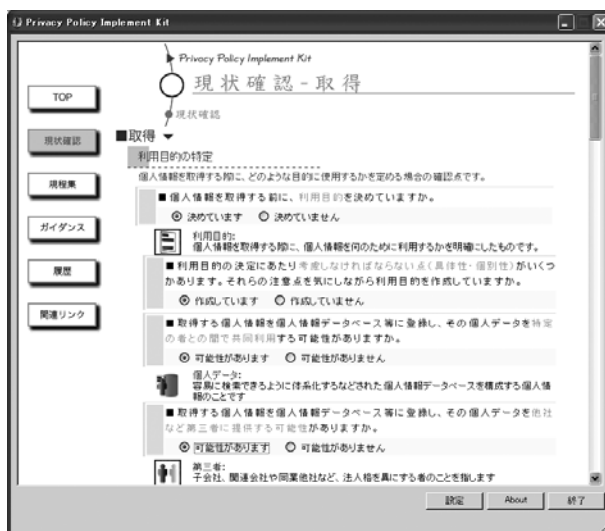 Privacy Policy Implement Kit
Privacy Policy Implement Kit
現状確認-取得
現状確認
TOP
現状確認
規程集
ガイダンス
履歴
関連リンク
■取得
利用目的の特定
個人情報を取得する際に、どのような目的に使用するかを定める場合の確認点です。
■個人情報を取得する前に、利用目的を決めていますか。
決めています 決めていません
利用目的:
個人情報を取得する際に、個人情報を何のために利用するかを明確にしたものです。
■利用目的の決定にあたり考慮しなければならない点(具体性・個別性)がいくつ
かあります。それらの注意点を気にしながら利用目的を作成していますか。
作成しています 作成していません
■取得する個人情報を個人情報データベース等に登録し、その個人データを特定
の者との間で共同利用する可能性がありますか。
可能性があります 可能性がありません
個人データ:
容易に検索できるように体系化するなどされた個人情報データベースを構成する個人情
報のことです
■取得する個人情報を個人情報データベース等に登録し、その個人データを他社
など第三者に提供する可能性がありますか。
可能性があります 可能性がありません
第三者:
子会社、関連会社や同業他社など、法人格を異にする者のことを指します
設定 About 終了